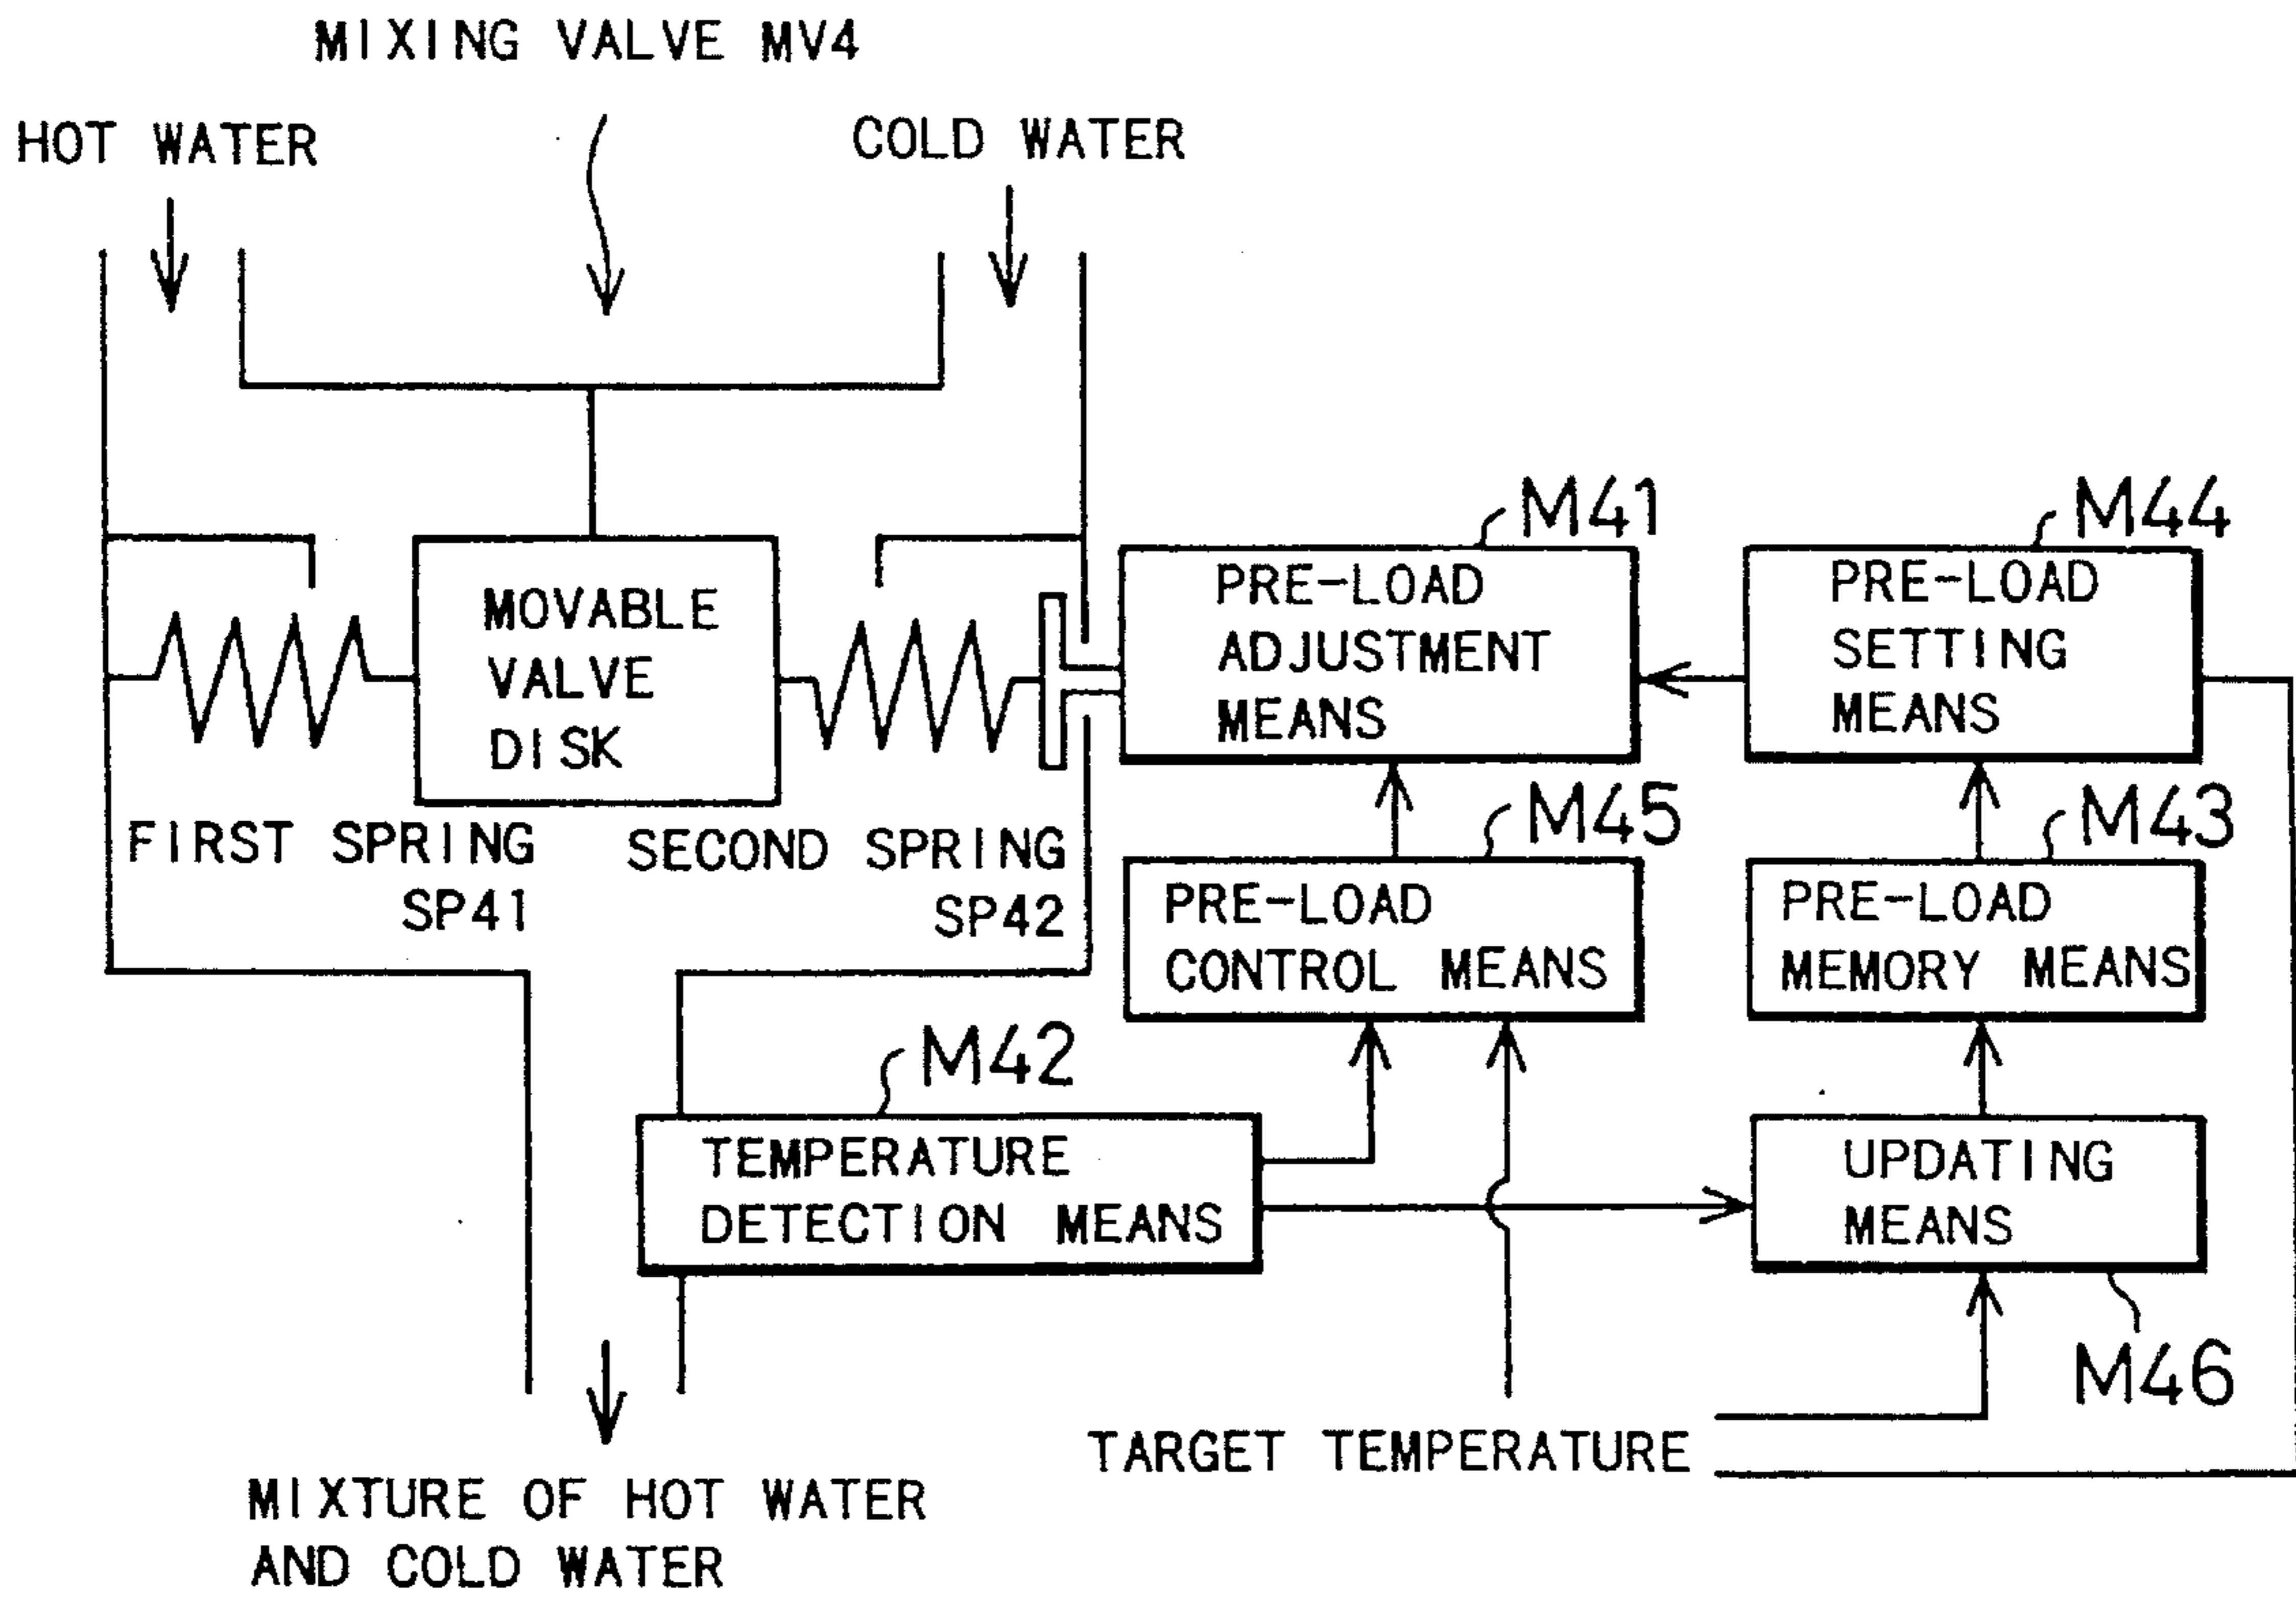 MIXING VALVE MV4
HOT WATER
COLD WATER
M41
M44
PRE-LOAD
ADJUSTMENT
MEANS
PRE-LOAD
SETTING
MEANS
MOVABLE
VALVE
DISK
FIRST SPRING
SP41
SECOND SPRING
SP42
M45
M43
PRE-LOAD
CONTROL MEANS
PRE-LOAD
MEMORY MEANS
M42
TEMPERATURE
DETECTION MEANS
UPDATING
MEANS
M46
TARGET TEMPERATURE
MIXTURE OF HOT WATER
AND COLD WATER